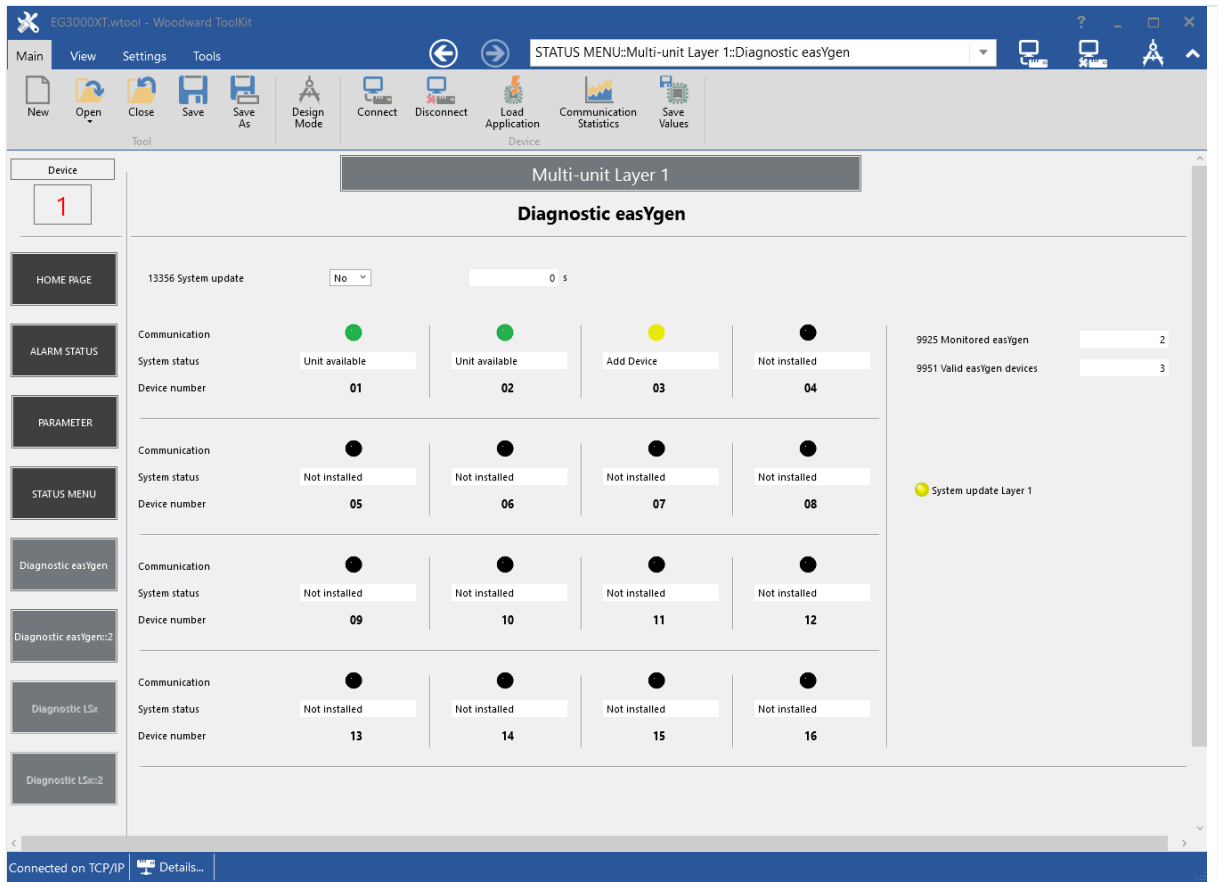 EG3000XT.wtool - Woodward ToolKit ?
Main View Settings Tools STATUS MENU::Multi-unit Layer 1::Diagnostic easYgen
New Open Close Save Save As Design Mode Connect Disconnect Load Application Communication Statistics Save Values
Tool Device
Device
1
Multi-unit Layer 1
Diagnostic easYgen
HOME PAGE
ALARM STATUS
PARAMETER
STATUS MENU
Diagnostic easYgen
Diagnostic easYgen::2
Diagnostic LSx
Diagnostic LSx::2
13356 System update No 0 s
Communication
System status Unit available Unit available Add Device Not installed
Device number 01 02 03 04
9925 Monitored easYgen 2
9951 Valid easYgen devices 3
Communication
System status Not installed Not installed Not installed Not installed
Device number 05 06 07 08
System update Layer 1
Communication
System status Not installed Not installed Not installed Not installed
Device number 09 10 11 12
Communication
System status Not installed Not installed Not installed Not installed
Device number 13 14 15 16
Connected on TCP/IP Details...